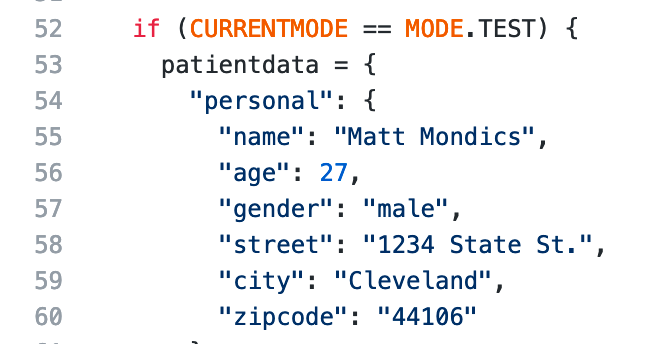 52 if (CURRENTMODE == MODE.TEST) {
53 patientdata = {
54 "personal": {
55 "name": "Matt Mondics",
56 "age": 27,
57 "gender": "male",
58 "street": "1234 State St.",
59 "city": "Cleveland",
60 "zipcode": "44106"